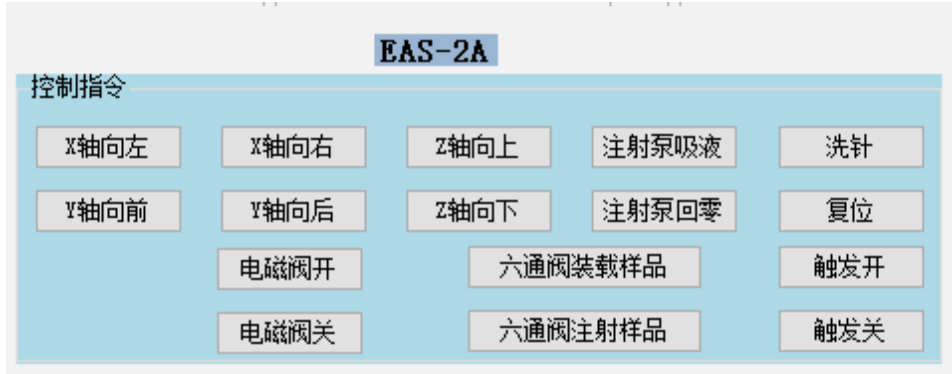 EAS-2A
控制指令
X轴向左 X轴向右 Z轴向上 注射泵吸液 洗针
Y轴向前 Y轴向后 Z轴向下 注射泵回零 复位
电磁阀开 六通阀装载样品 触发开
电磁阀关 六通阀注射样品 触发关